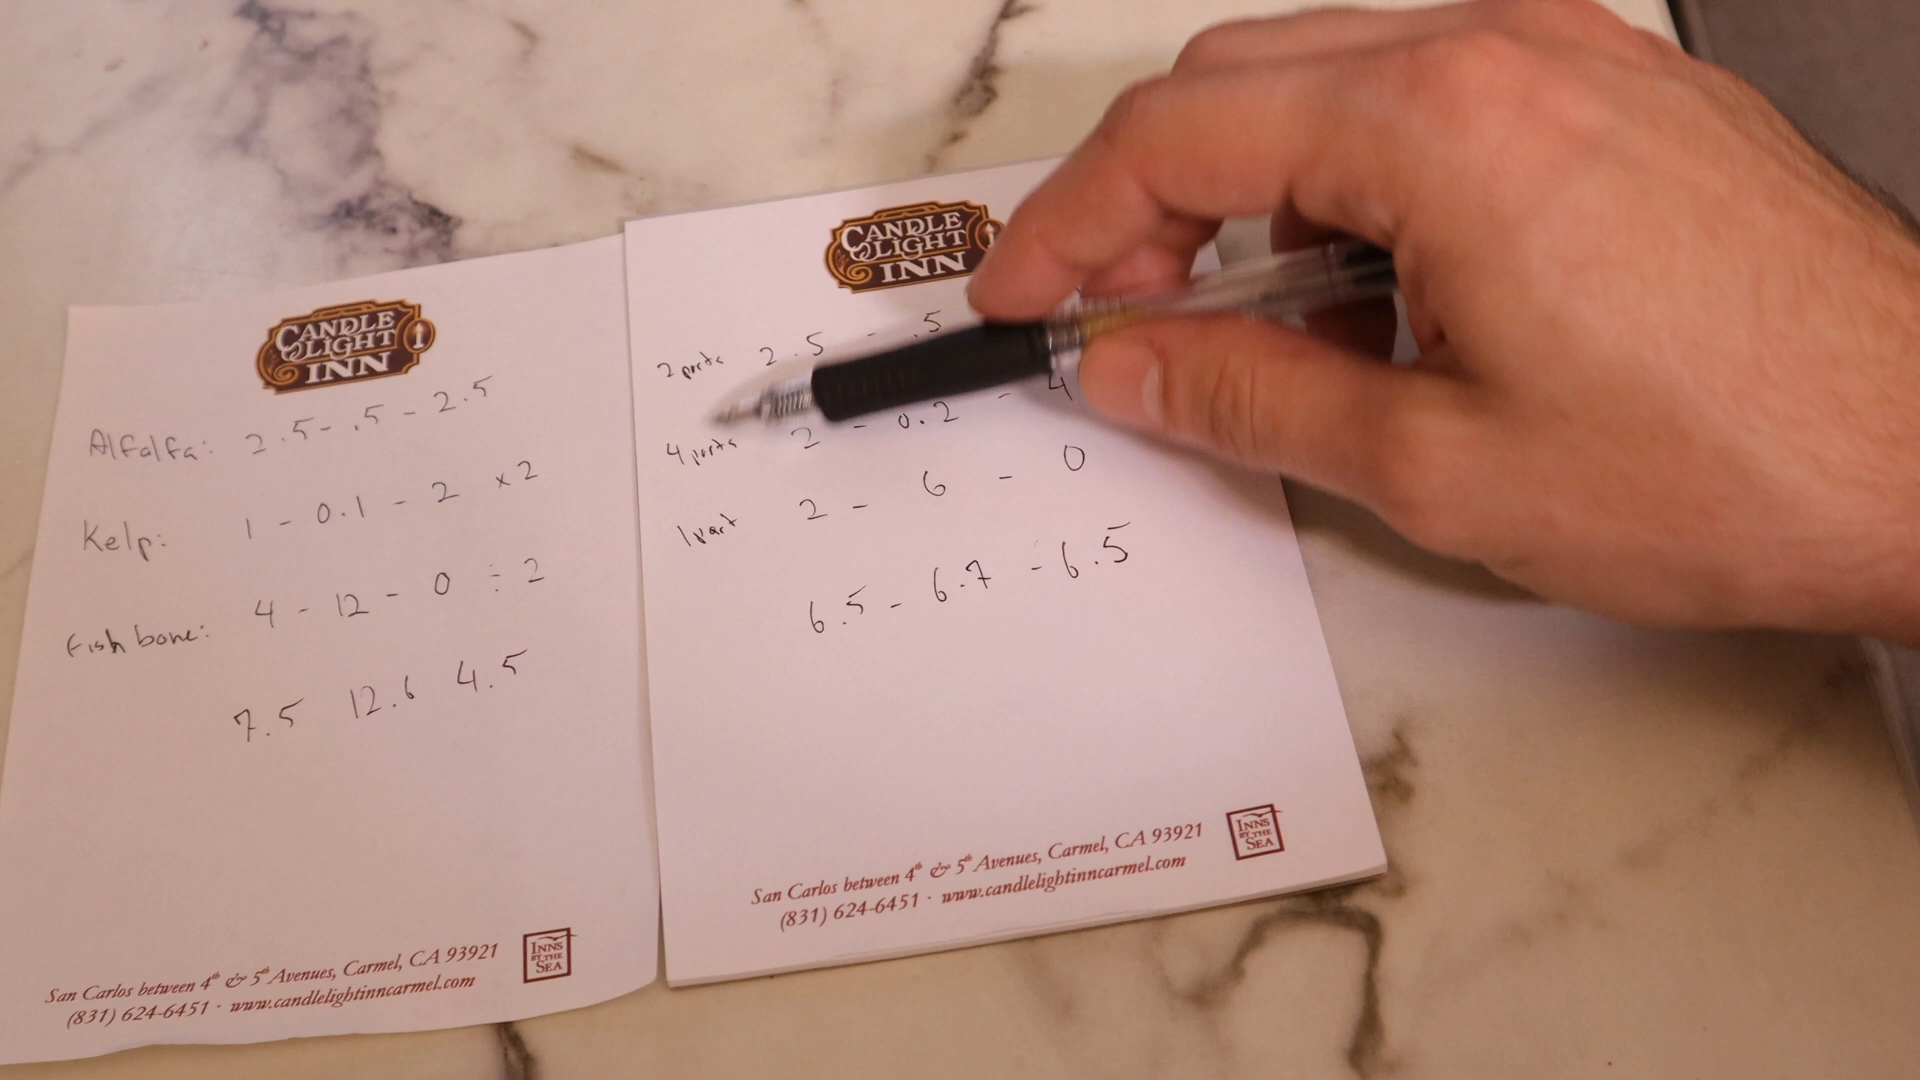 CANDLE
LIGHT
INN
Alfalfa: 2.5 - .5 - 2.5
Kelp: 1 - 0.1 - 2 x2
Fish bone: 4 - 12 - 0 ÷ 2
7.5 12.6 4.5
San Carlos between 4th & 5th Avenues, Carmel, CA 93921
(831) 624-6451 · www.candlelightinncarmel.com
INNS
BY THE
SEA
CANDLE
LIGHT
INN
2 parts 2.5 - .5
4 parts 2 - 0.2 - 4
1 part 2 - 6 - 0
6.5 - 6.7 - 6.5
San Carlos between 4th & 5th Avenues, Carmel, CA 93921
(831) 624-6451 · www.candlelightinncarmel.com
INNS
BY THE
SEA